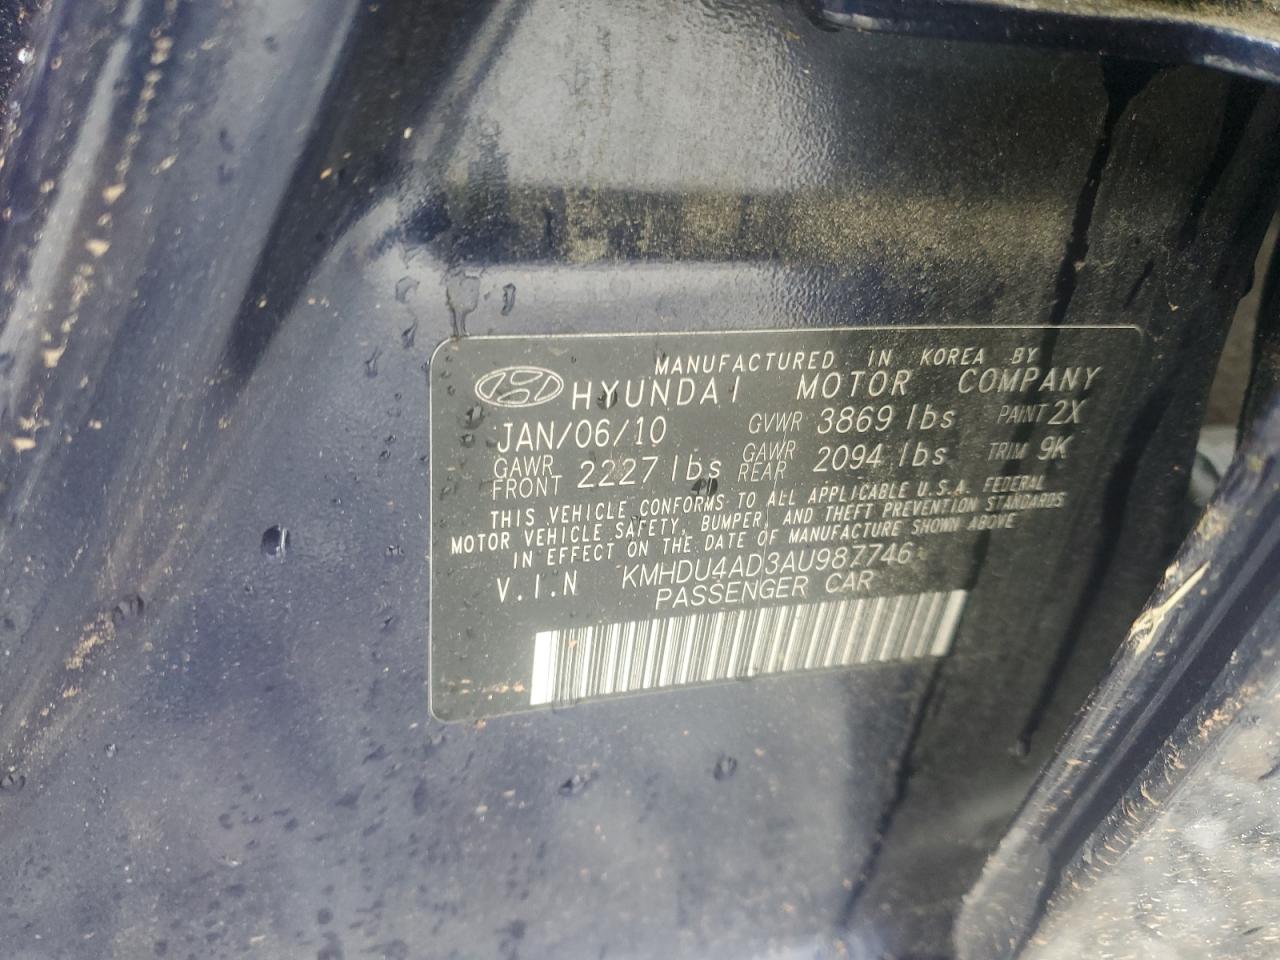 MANUFACTURED IN KOREA BY
HYUNDAI MOTOR COMPANY
JAN/06/10 GVWR 3869 lbs PAINT 2X
GAWR FRONT 2227 lbs GAWR REAR 2094 lbs TRIM 9K
THIS VEHICLE CONFORMS TO ALL APPLICABLE U.S.A. FEDERAL
MOTOR VEHICLE SAFETY, BUMPER, AND THEFT PREVENTION STANDARDS
IN EFFECT ON THE DATE OF MANUFACTURE SHOWN ABOVE
V.I.N KMHDU4AD3AU987746
PASSENGER CAR